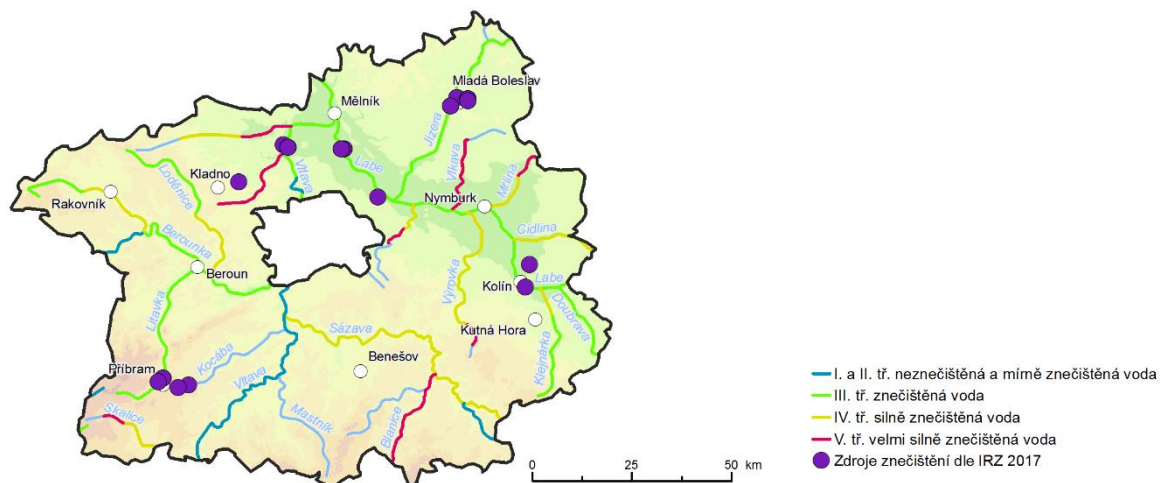 Mladá Boleslav
Mělník
Jizera
Labe
Vltava
Vlkava
Mrlina
Kladno
Loděnice
Rakovník
Nymburk
Cidlina
Berounka
Beroun
Kolín
Labe
Doubrava
Výrovka
Litavka
Kutná Hora
Klejnárka
Sázava
Kocába
Benešov
Příbram
Vltava
Mastník
Blanice
Skalice
I. a II. tř. neznečištěná a mírně znečištěná voda
III. tř. znečištěná voda
IV. tř. silně znečištěná voda
V. tř. velmi silně znečištěná voda
Zdroje znečištění dle IRZ 2017
0 25 50 km